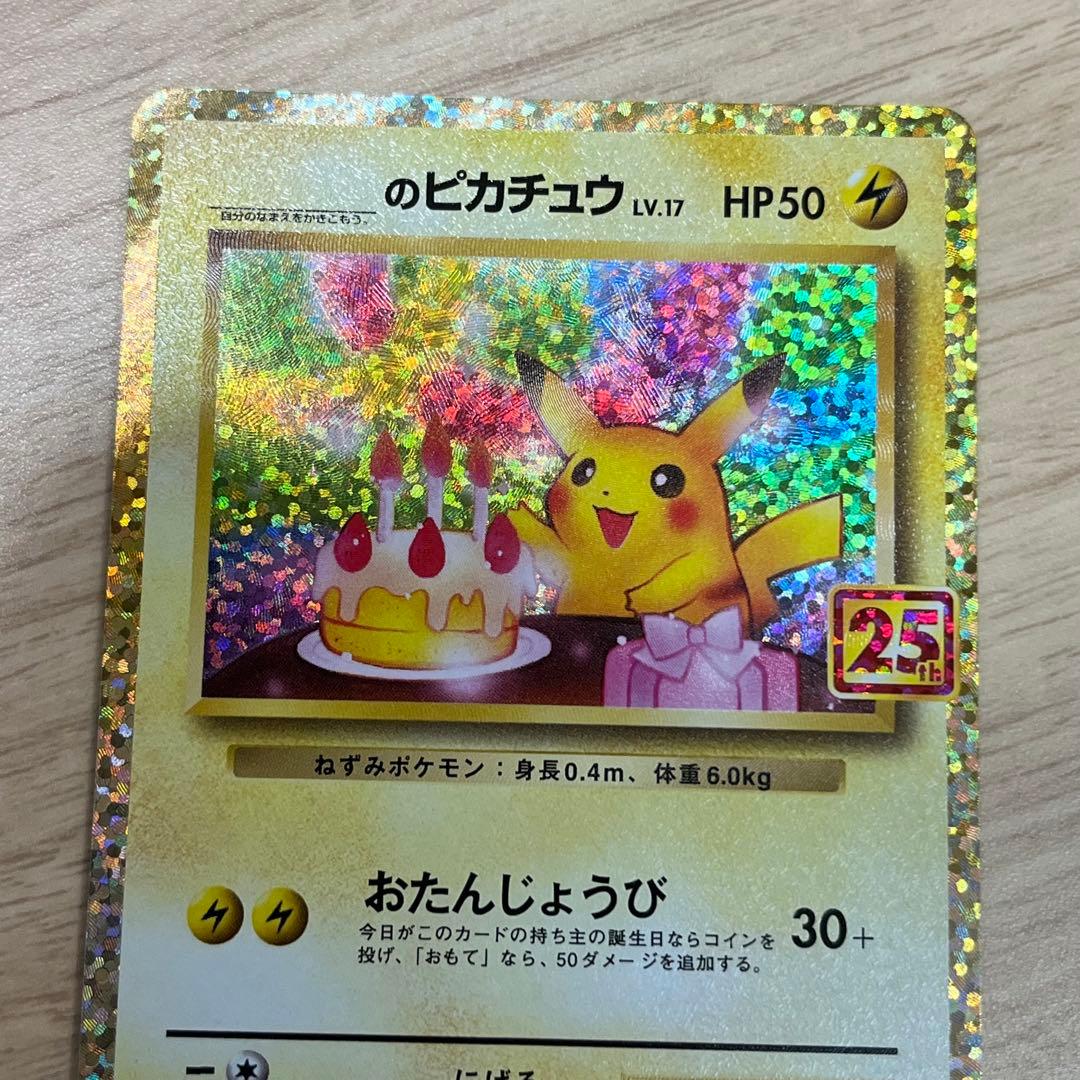 のピカチュウ LV.17 HP50
自分のなまえをかきこもう。
25th
ねずみポケモン：身長0.4m、体重6.0kg
おたんじょうび
今日がこのカードの持ち主の誕生日ならコインを
投げ、「おもて」なら、50ダメージを追加する。
30+
にげる